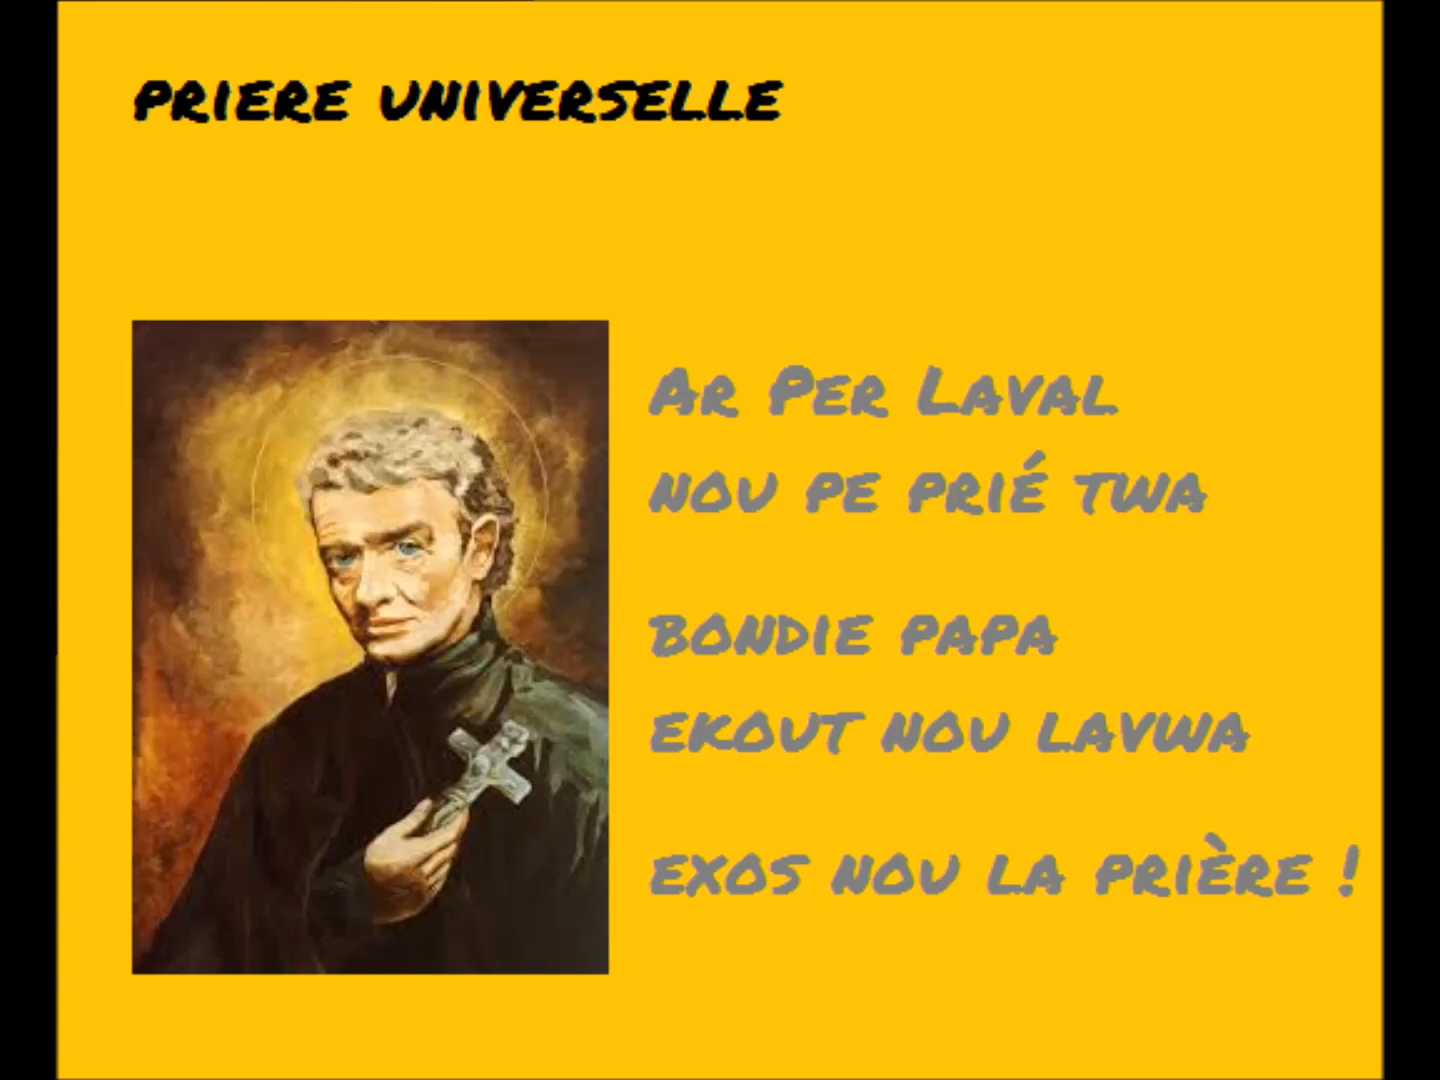 PRIERE UNIVERSELLE
Ar Per Laval
nou pe prié twa
bondie papa
ekout nou lavwa
exos nou la prière !